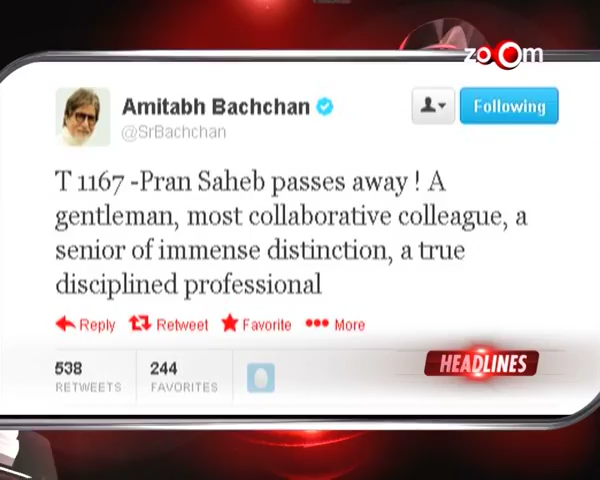 zoom
Amitabh Bachchan
Following
@SrBachchan
T 1167 -Pran Saheb passes away ! A
gentleman, most collaborative colleague, a
senior of immense distinction, a true
disciplined professional
Reply Retweet Favorite More
538 244
RETWEETS FAVORITES
HEADLINES